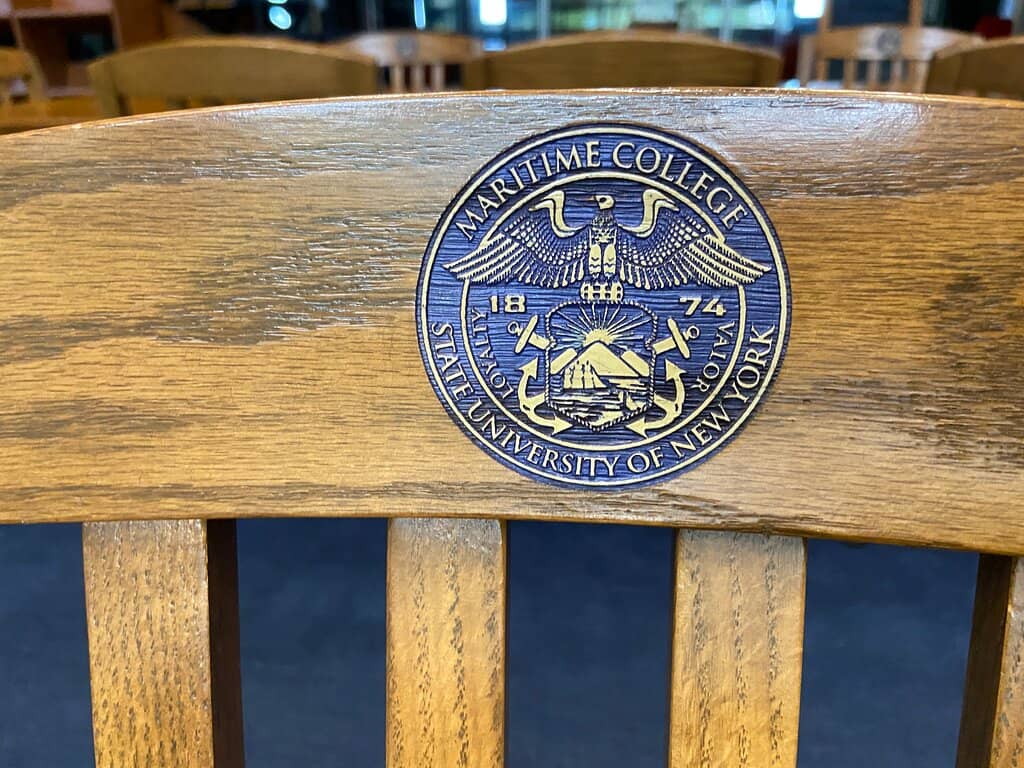 MARITIME COLLEGE
18 74
LOYALTY
VALOR
STATE UNIVERSITY OF NEW YORK